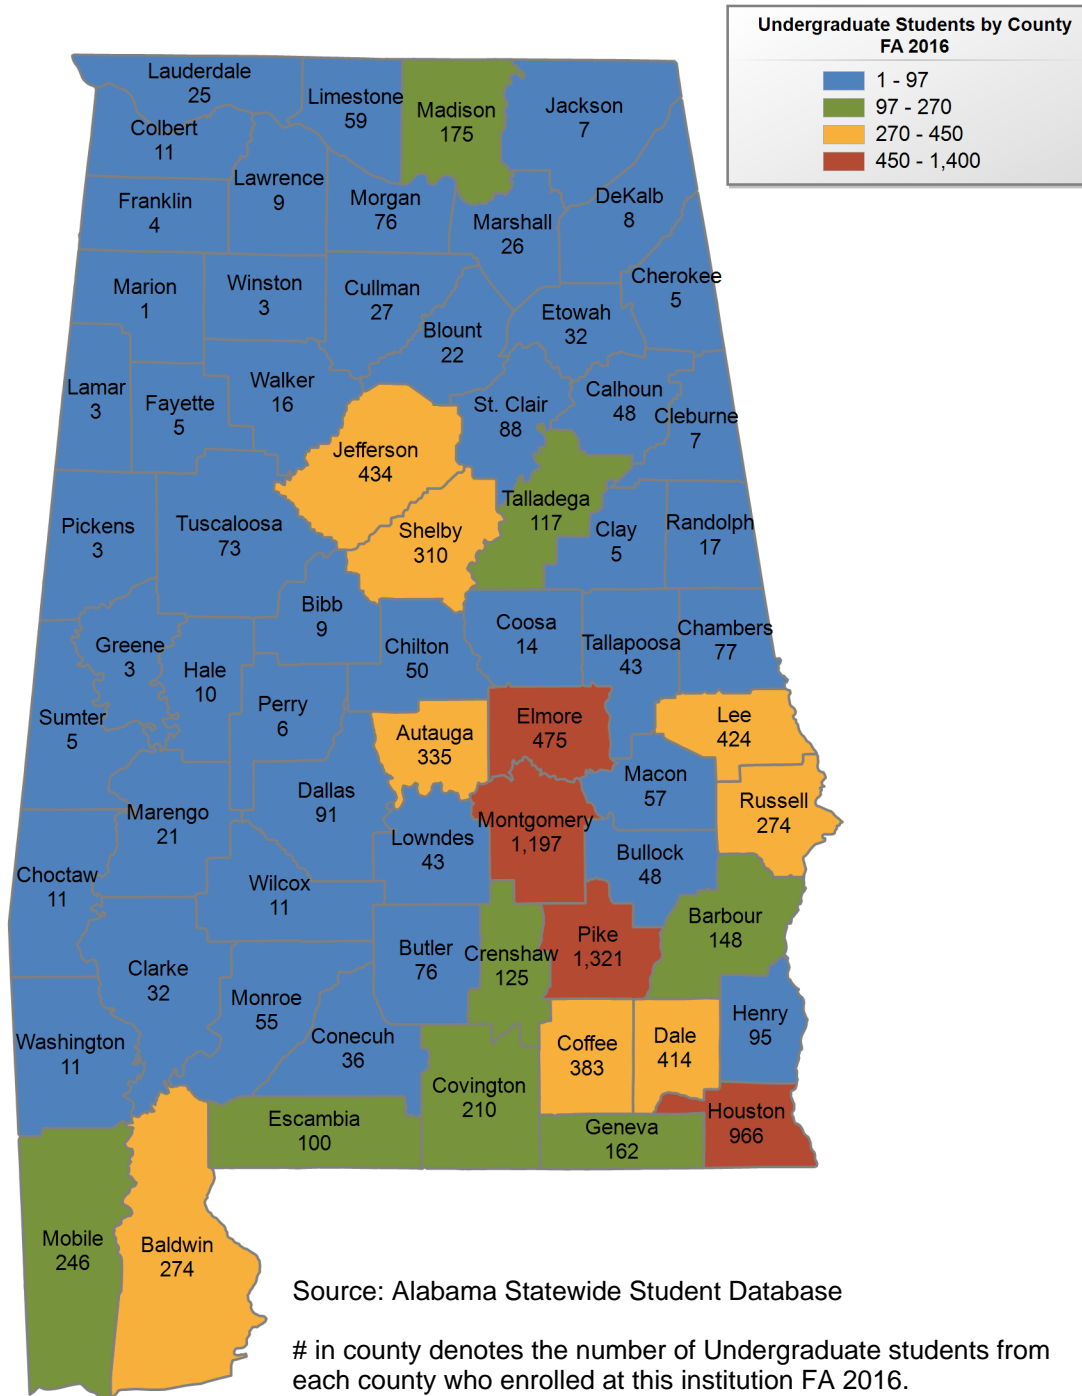 Undergraduate Students by County
FA 2016
1 - 97
97 - 270
270 - 450
450 - 1,400
Lauderdale
25
Limestone
59
Madison
175
Jackson
7
Colbert
11
Lawrence
9
Franklin
4
Morgan
76
Marshall
26
DeKalb
8
Cherokee
5
Marion
1
Winston
3
Cullman
27
Blount
22
Etowah
32
Lamar
3
Fayette
5
Walker
16
St. Clair
88
Calhoun
48
Cleburne
7
Jefferson
434
Shelby
310
Talladega
117
Pickens
3
Tuscaloosa
73
Clay
5
Randolph
17
Bibb
9
Greene
3
Hale
10
Chilton
50
Coosa
14
Tallapoosa
43
Chambers
77
Sumter
5
Perry
6
Autauga
335
Elmore
475
Lee
424
Marengo
21
Dallas
91
Lowndes
43
Montgomery
1,197
Macon
57
Russell
274
Choctaw
11
Wilcox
11
Bullock
48
Clarke
32
Butler
76
Crenshaw
125
Pike
1,321
Barbour
148
Washington
11
Monroe
55
Conecuh
36
Coffee
383
Dale
414
Henry
95
Escambia
100
Covington
210
Geneva
162
Houston
966
Mobile
246
Baldwin
274
Source: Alabama Statewide Student Database
# in county denotes the number of Undergraduate students from
each county who enrolled at this institution FA 2016.